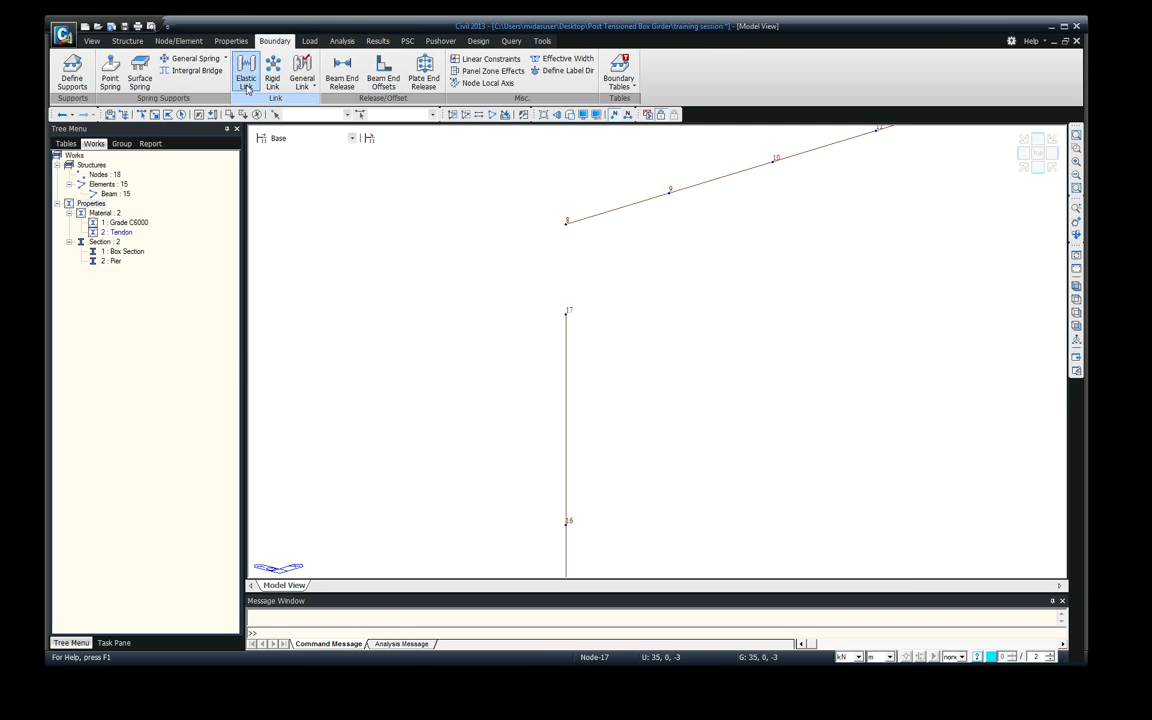 Civil 2013 - [C:\Users\midasuser\Desktop\Post Tensioned Box Girder\training session *] - [Model View]
View Structure Node/Element Properties Boundary Load Analysis Results PSC Pushover Design Query Tools Help
Define Supports
Point Spring
Surface Spring
General Spring
Intergral Bridge
Elastic Link
Rigid Link
General Link
Beam End Release
Beam End Offsets
Plate End Release
Linear Constraints
Panel Zone Effects
Node Local Axis
Effective Width
Define Label Dir
Boundary Tables
Supports Spring Supports Link Release/Offset Misc. Tables
Tree Menu
Tables Works Group Report
Base
TOP
Works
Structures
Nodes : 18
Elements : 15
Beam : 15
Properties
Material : 2
1 : Grade C6000
2 : Tendon
Section : 2
1 : Box Section
2 : Pier
10
9
8
17
16
Model View
Message Window
>>
Command Message Analysis Message
Tree Menu Task Pane
For Help, press F1 Node-17 U: 35, 0, -3 G: 35, 0, -3 kN m 0 / 2